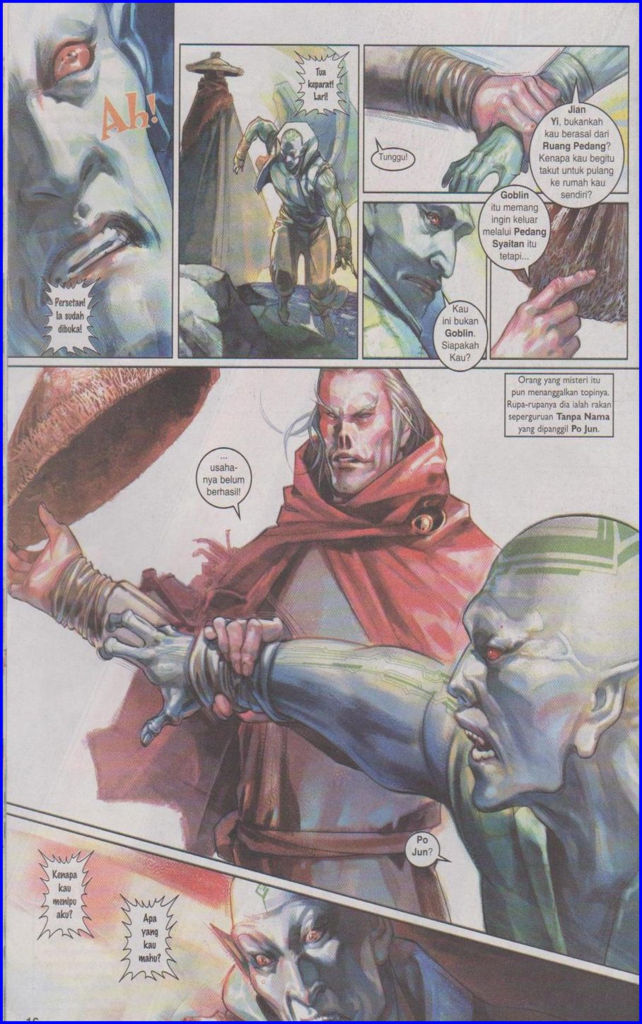 Ah!
Persetan!
Ia sudah
dibuka!
Tua
keparat!
Lari!
Tunggu!
Jian
Yi, bukankah
kau berasal dari
Ruang Pedang?
Kenapa kau begitu
takut untuk pulang
ke rumah kau
sendiri?
Kau
ini bukan
Goblin.
Siapakah
Kau?
Goblin
itu memang
ingin keluar
melalui Pedang
Syaitan itu
tetapi...
Orang yang misteri itu
pun menanggalkan topinya.
Rupa-rupanya dia ialah rakan
seperguruan Tanpa Nama
yang dipanggil Po Jun.
...
usaha-
nya belum
berhasil!
Po
Jun?
Kenapa
kau
menipu
aku?
Apa
yang
kau
mahu?